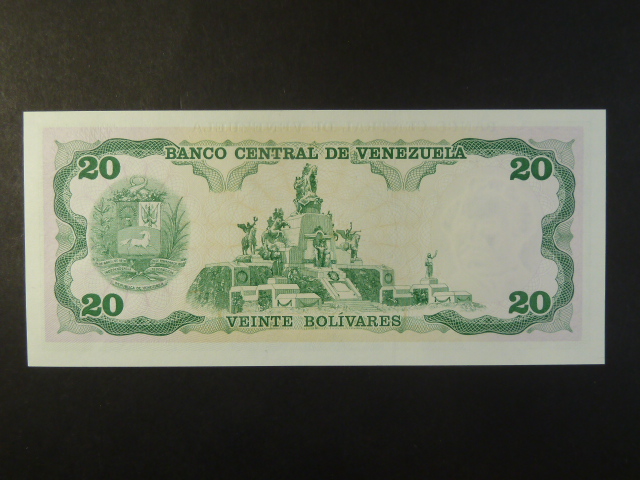 20 BANCO CENTRAL DE VENEZUELA 20
20 VEINTE BOLÍVARES 20